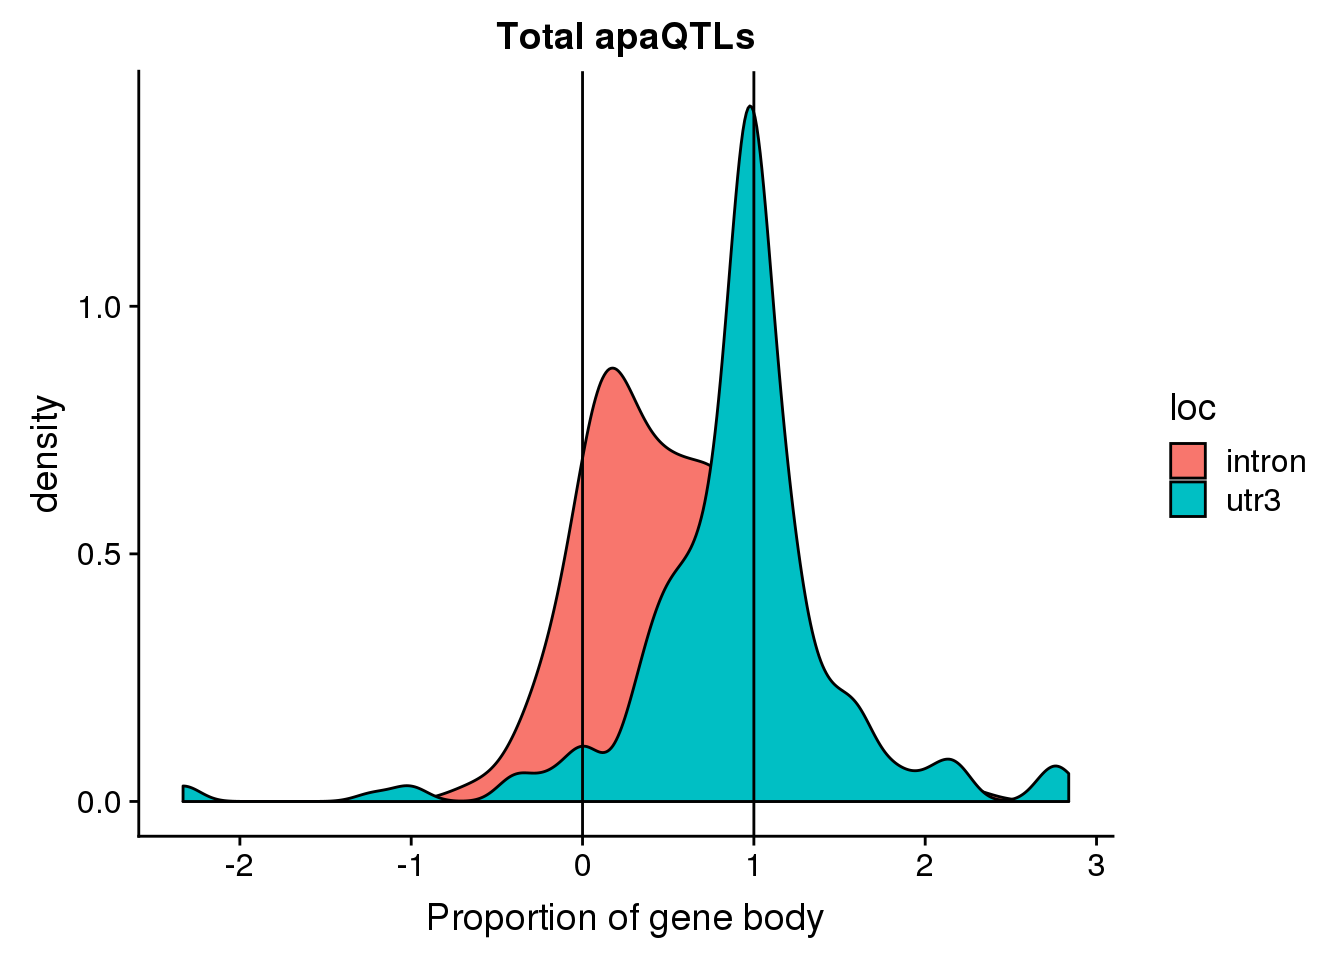 Total apaQTLs
density
1.0
0.5
0.0
-2
-1
0
1
2
3
Proportion of gene body
loc
intron
utr3